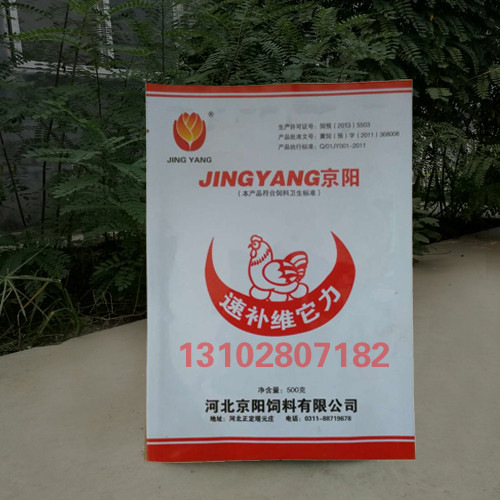 ®
JING YANG
生产许可证号：饲预（2013）5503
产品批准文号：冀饲（预）字（2011）368006
产品执行标准：Q/01JY001-2011
JINGYANG京阳
（本产品符合饲料卫生标准）
速补维它力
13102807182
净含量：500克
河北京阳饲料有限公司
地址：河北正定塔元庄 电话：0311-88719678